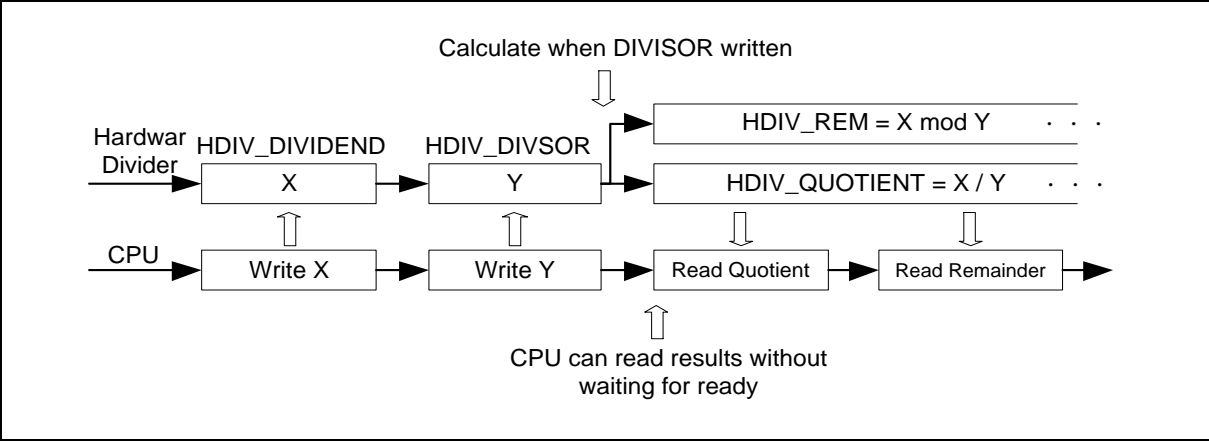 Calculate when DIVISOR written
Hardwar
Divider
HDIV_DIVIDEND
HDIV_DIVSOR
HDIV_REM = X mod Y · · ·
X
Y
HDIV_QUOTIENT = X / Y · · ·
CPU
Write X
Write Y
Read Quotient
Read Remainder
CPU can read results without
waiting for ready